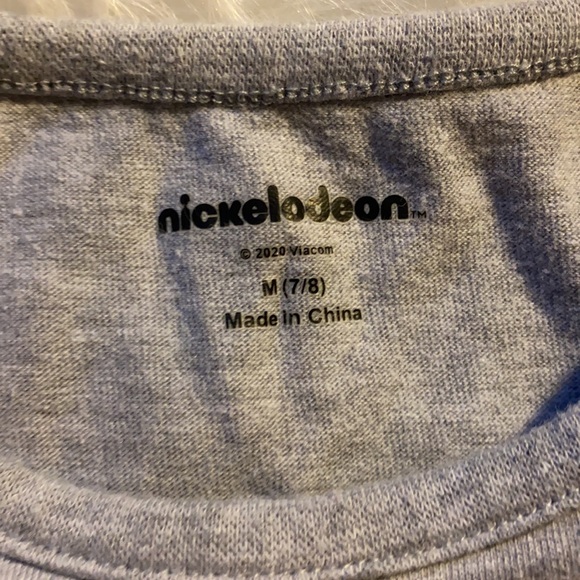 nickelodeon™
© 2020 Viacom
M (7/8)
Made In China